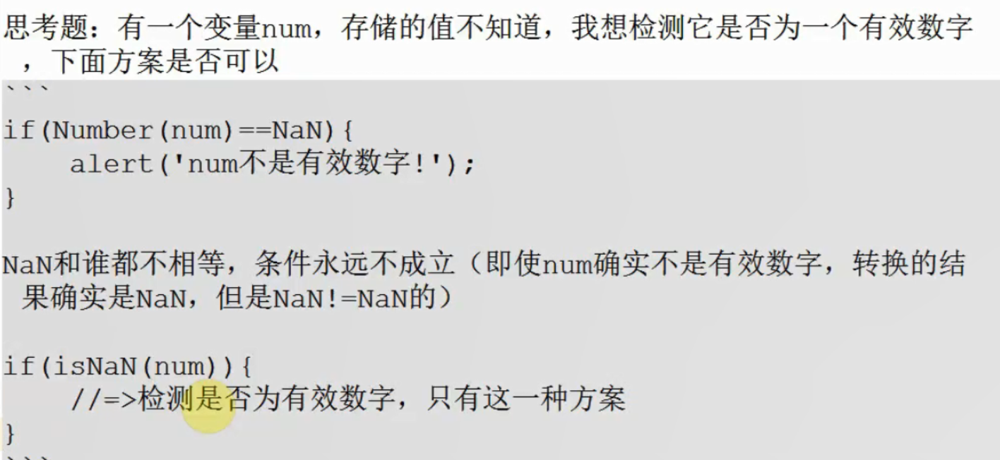 思考题：有一个变量num，存储的值不知道，我想检测它是否为一个有效数字
，下面方案是否可以
```
if(Number(num)==NaN){
    alert('num不是有效数字!');
}
NaN和谁都不相等，条件永远不成立（即使num确实不是有效数字，转换的结
果确实是NaN，但是NaN!=NaN的）
if(isNaN(num)){
    //=>检测是否为有效数字，只有这一种方案
}
```